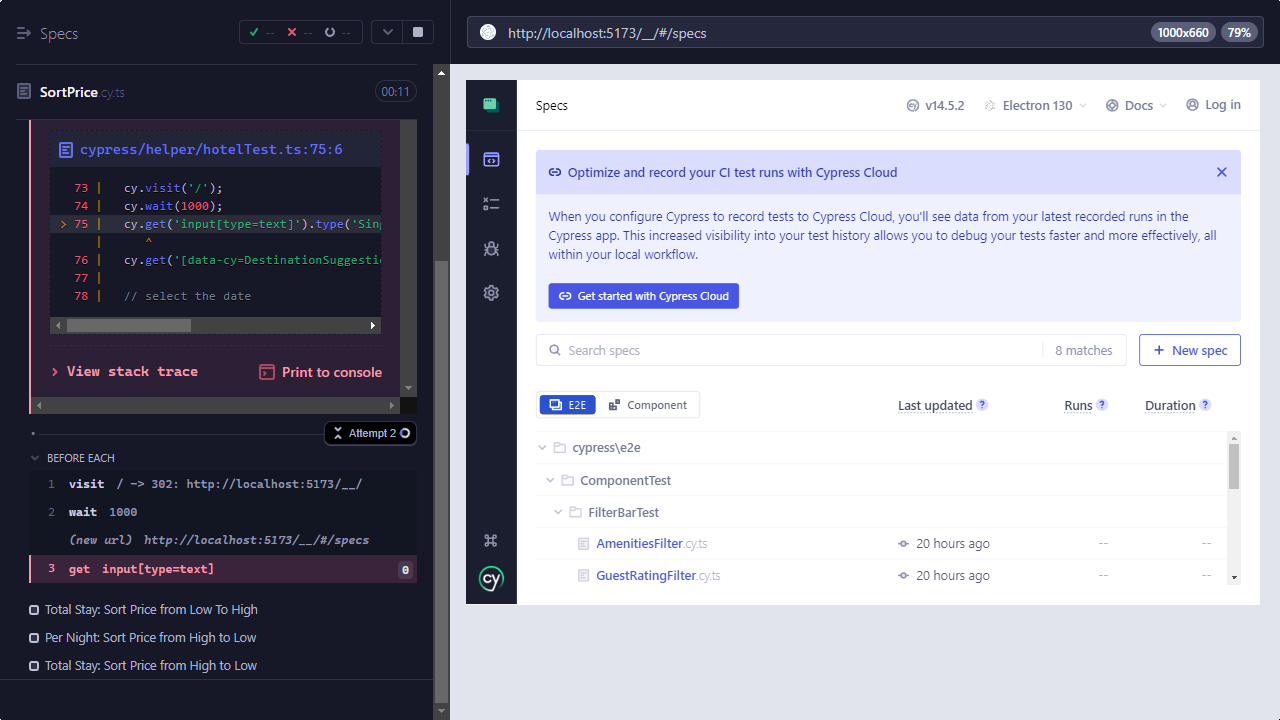 Specs
-- -- --
SortPrice.cy.ts 00:11
cypress/helper/hotelTest.ts:75:6
73 | cy.visit('/');
74 | cy.wait(1000);
> 75 | cy.get('input[type=text]').type('Sing
| ^
76 | cy.get('[data-cy=DestinationSuggestio
77 |
78 | // select the date
> View stack trace
Print to console
Attempt 2
BEFORE EACH
1 visit / -> 302: http://localhost:5173/__/
2 wait 1000
(new url) http://localhost:5173/__/#/specs
3 get input[type=text] 0
Total Stay: Sort Price from Low To High
Per Night: Sort Price from High to Low
Total Stay: Sort Price from High to Low
http://localhost:5173/__/#/specs 1000x660 79%
Specs v14.5.2 Electron 130 Docs Log in
Optimize and record your CI test runs with Cypress Cloud
When you configure Cypress to record tests to Cypress Cloud, you'll see data from your latest recorded runs in the
Cypress app. This increased visibility into your test history allows you to debug your tests faster and more effectively, all
within your local workflow.
Get started with Cypress Cloud
Search specs 8 matches + New spec
E2E Component Last updated ? Runs ? Duration ?
cypress\e2e
ComponentTest
FilterBarTest
AmenitiesFilter.cy.ts 20 hours ago -- --
GuestRatingFilter.cy.ts 20 hours ago -- --
cy